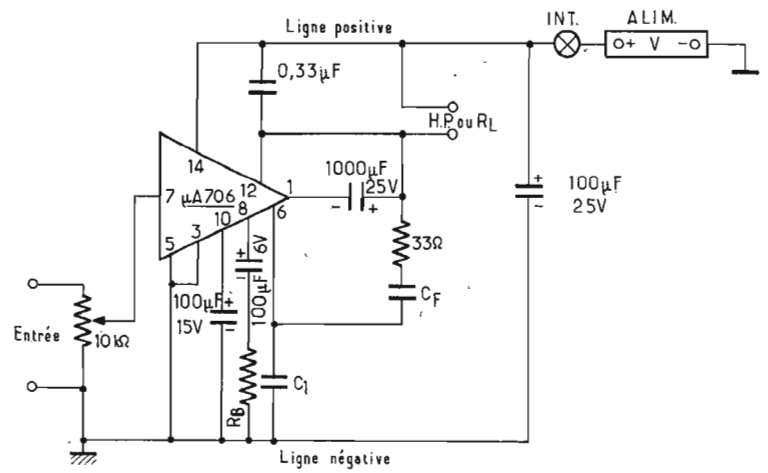 INT.
ALIM.
Ligne positive
+ V -
0,33µF
H.P. ou RL
14
12
1
1000µF
25V
- +
7
µA706
8
6
10
+
-
100µF
25V
3
5
33Ω
6V
+
-
100µF
CF
100µF
15V
+
-
Entrée
10kΩ
RB
C1
Ligne négative